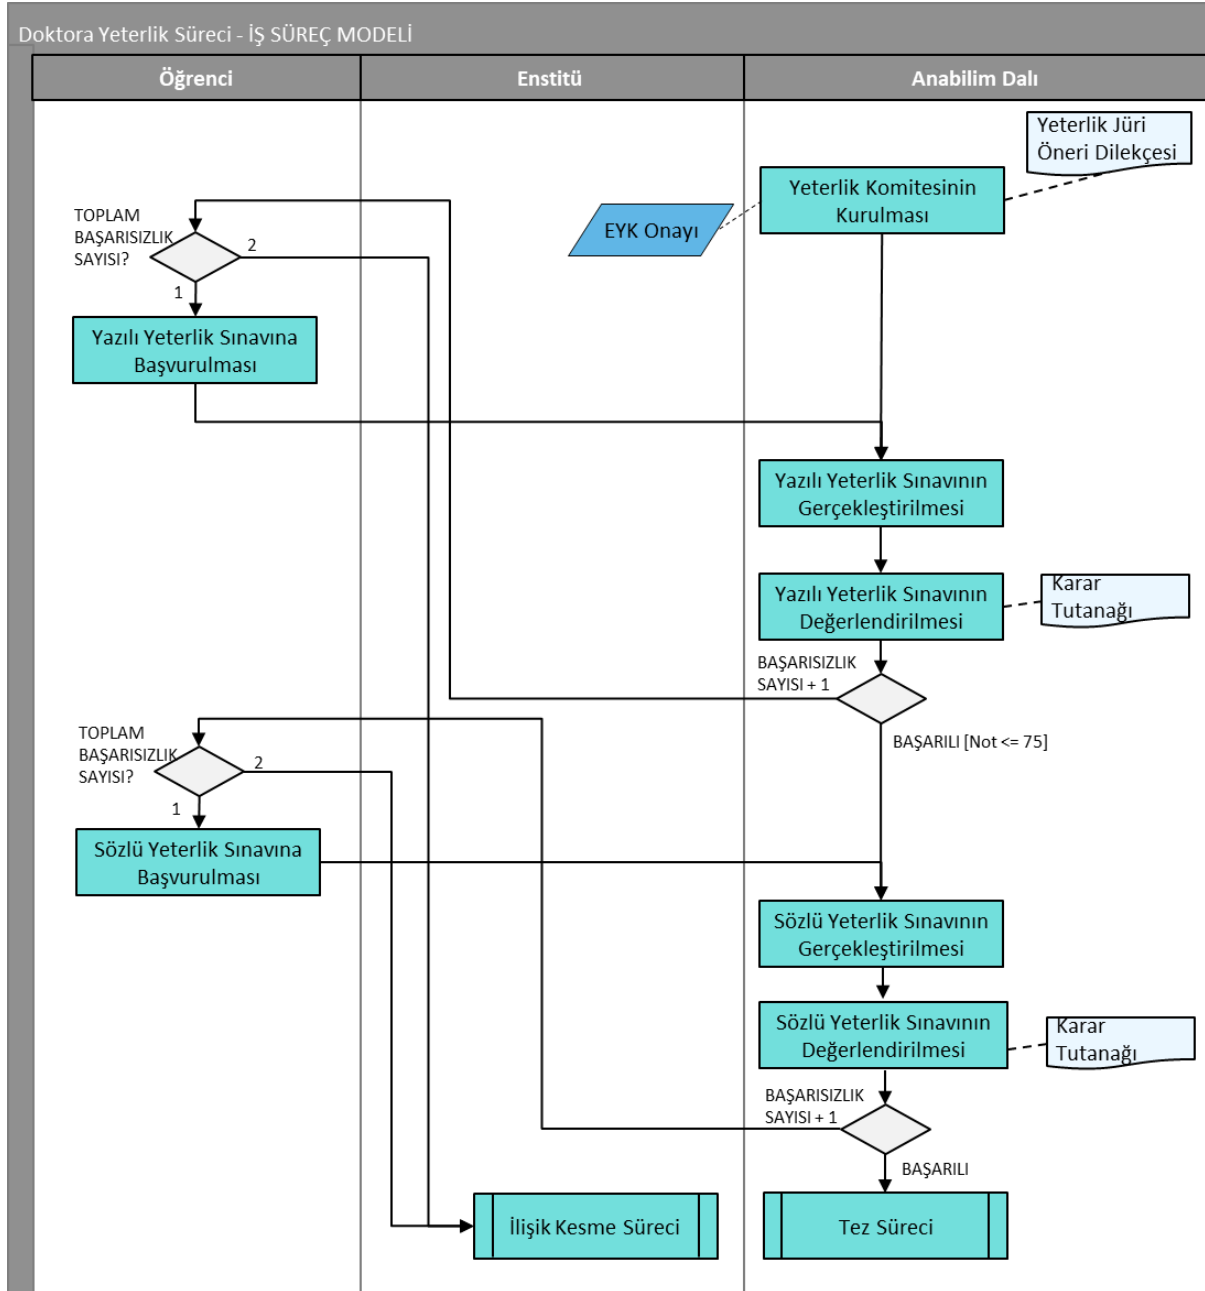 Doktora Yeterlik Süreci - İŞ SÜREÇ MODELİ
Öğrenci
Enstitü
Anabilim Dalı
Yeterlik Jüri
Öneri Dilekçesi
Yeterlik Komitesinin
Kurulması
EYK Onayı
TOPLAM
BAŞARISIZLIK
SAYISI?
2
1
Yazılı Yeterlik Sınavına
Başvurulması
Yazılı Yeterlik Sınavının
Gerçekleştirilmesi
Yazılı Yeterlik Sınavının
Değerlendirilmesi
Karar
Tutanağı
BAŞARISIZLIK
SAYISI + 1
BAŞARILI [Not <= 75]
TOPLAM
BAŞARISIZLIK
SAYISI?
2
1
Sözlü Yeterlik Sınavına
Başvurulması
Sözlü Yeterlik Sınavının
Gerçekleştirilmesi
Sözlü Yeterlik Sınavının
Değerlendirilmesi
Karar
Tutanağı
BAŞARISIZLIK
SAYISI + 1
BAŞARILI
İlişik Kesme Süreci
Tez Süreci